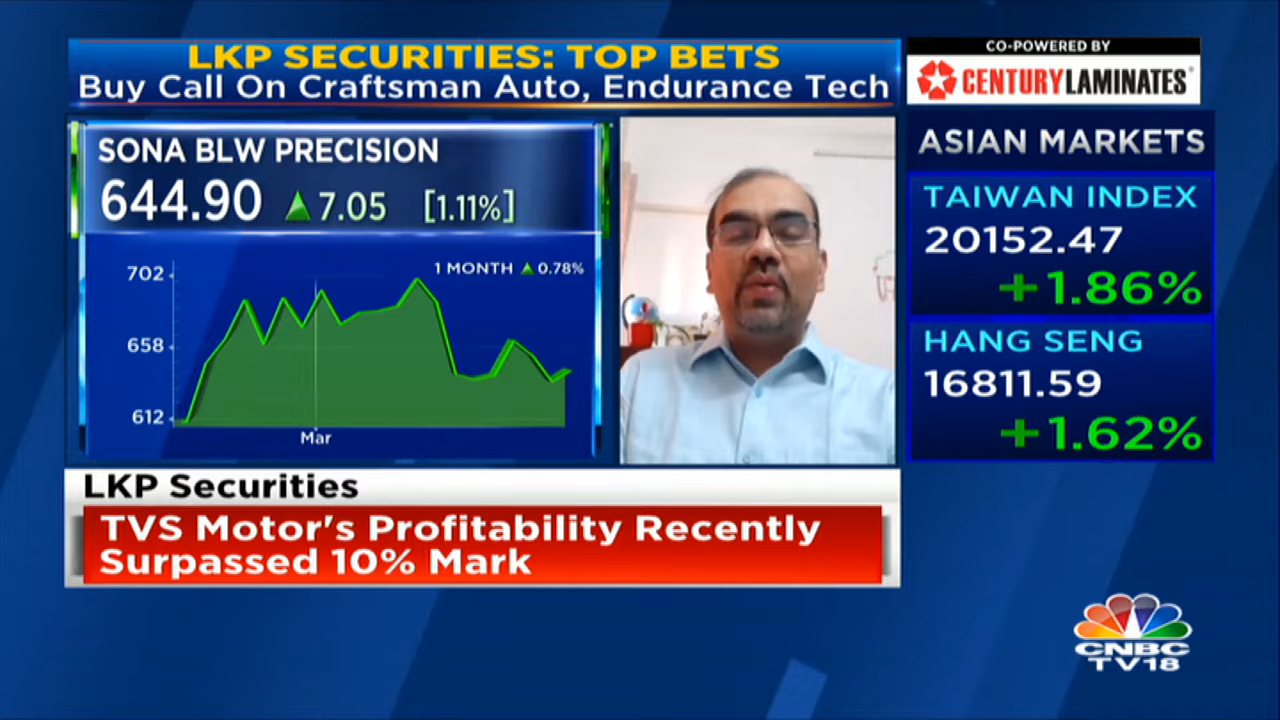 LKP SECURITIES: TOP BETS
Buy Call On Craftsman Auto, Endurance Tech
CO-POWERED BY
CENTURYLAMINATES®
SONA BLW PRECISION
644.90 ▲ 7.05 [1.11%]
1 MONTH ▲ 0.78%
702
658
612
Mar
ASIAN MARKETS
TAIWAN INDEX
20152.47
+1.86%
HANG SENG
16811.59
+1.62%
LKP Securities
TVS Motor's Profitability Recently
Surpassed 10% Mark
CNBC
TV18